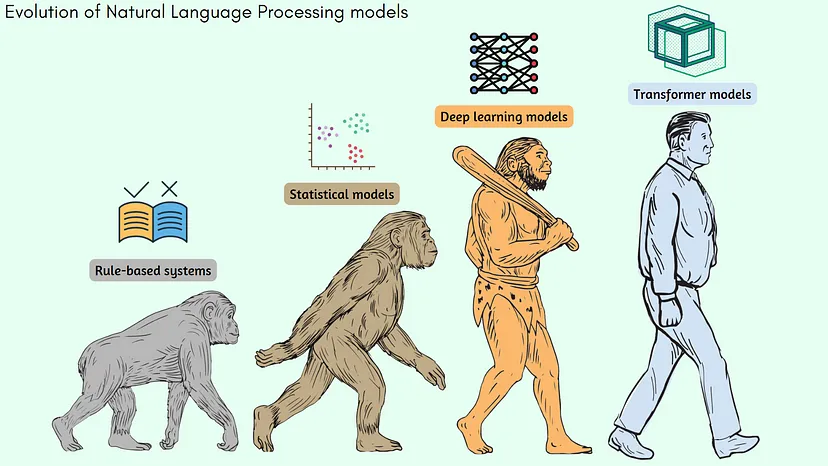 Evolution of Natural Language Processing models
Transformer models
Deep learning models
Statistical models
Rule-based systems